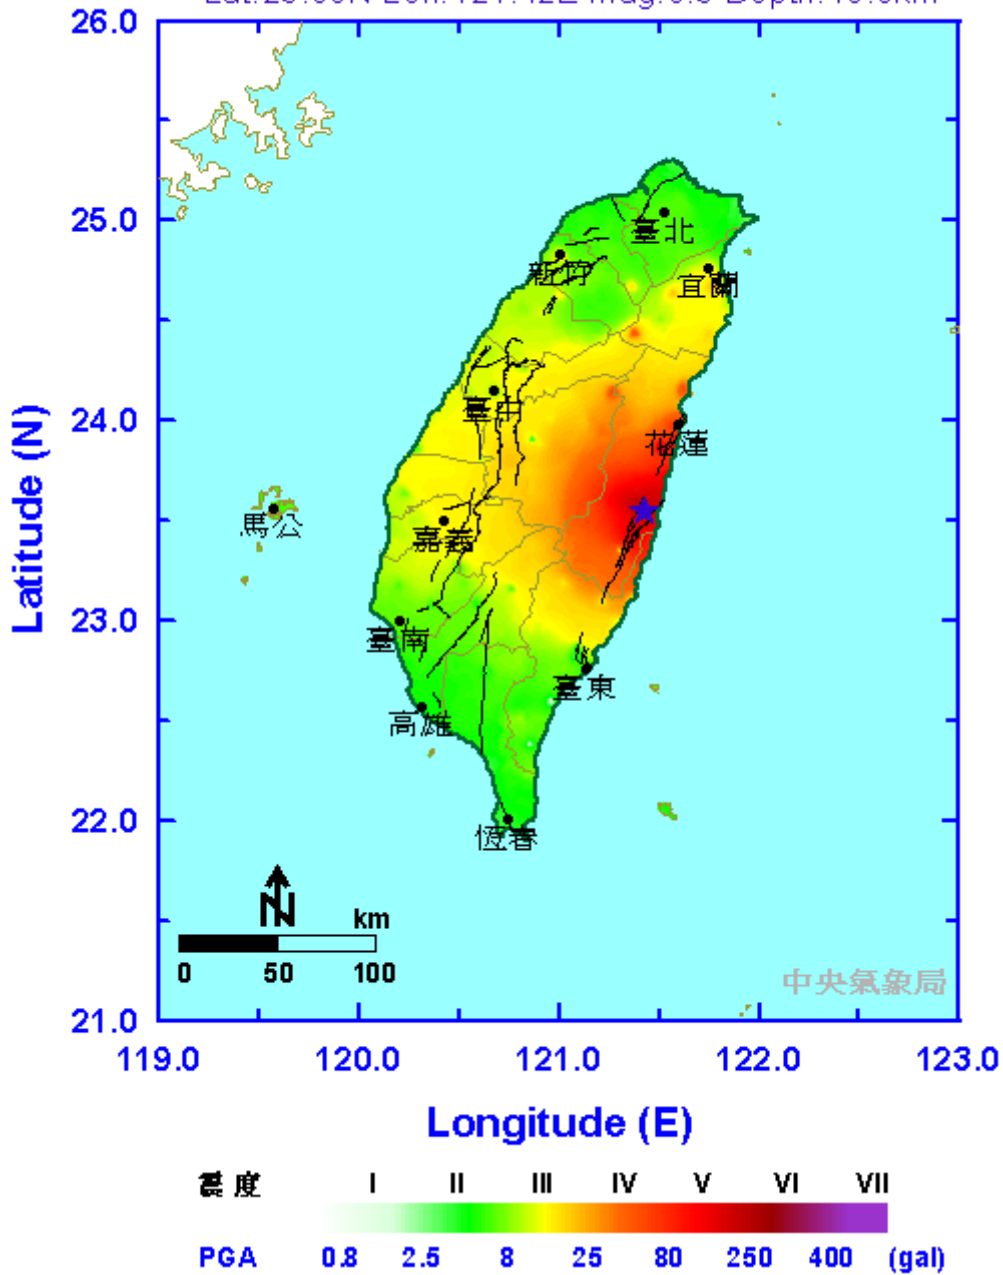 26.0
25.0
臺北
新竹
宜蘭
24.0
臺中
花蓮
馬公
嘉義
23.0
臺南
臺東
高雄
22.0
恆春
N
km
0 50 100
中央氣象局
21.0
119.0 120.0 121.0 122.0 123.0
Latitude (N)
Longitude (E)
震度 I II III IV V VI VII
PGA 0.8 2.5 8 25 80 250 400 (gal)